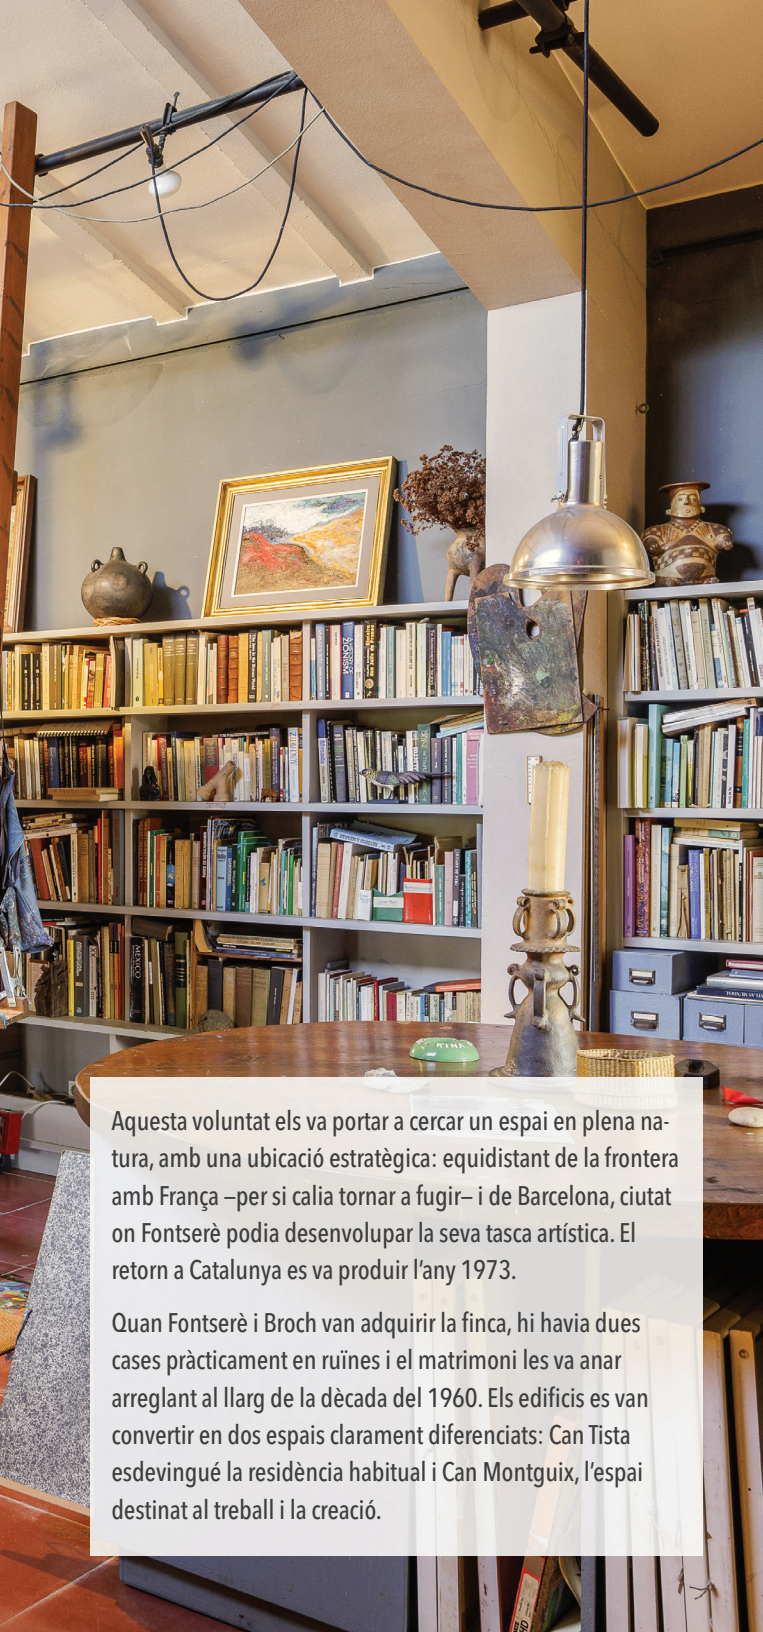 MÉXICO
KINA
Aquesta voluntat els va portar a cercar un espai en plena na-
tura, amb una ubicació estratègica: equidistant de la frontera
amb França –per si calia tornar a fugir– i de Barcelona, ciutat
on Fontserè podia desenvolupar la seva tasca artística. El
retorn a Catalunya es va produir l’any 1973.
Quan Fontserè i Broch van adquirir la finca, hi havia dues
cases pràcticament en ruïnes i el matrimoni les va anar
arreglant al llarg de la dècada del 1960. Els edificis es van
convertir en dos espais clarament diferenciats: Can Tista
esdevingué la residència habitual i Can Montguix, l’espai
destinat al treball i la creació.